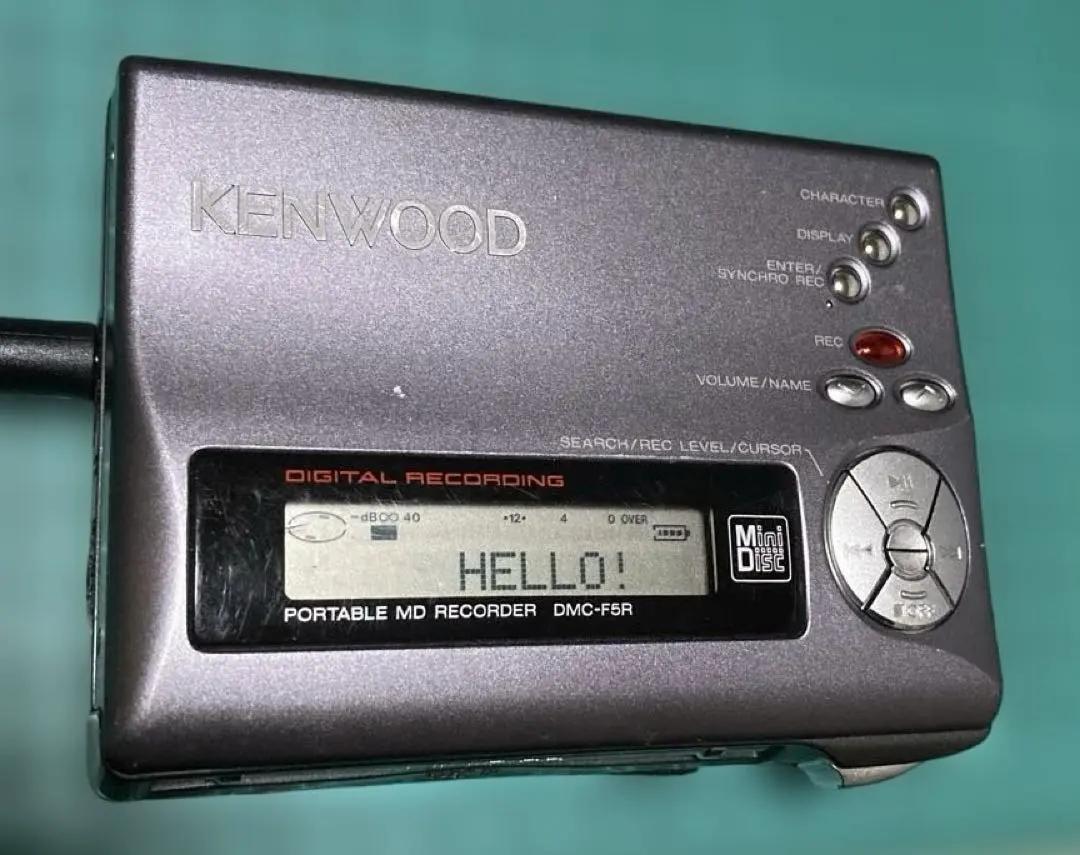 KENWOOD
CHARACTER
DISPLAY
ENTER/
SYNCHRO REC
REC
VOLUME/NAME
SEARCH/REC LEVEL/CURSOR
DIGITAL RECORDING
-dB∞ 40 •12• 4 0 OVER
HELLO!
Mini
Disc
PORTABLE MD RECORDER DMC-F5R